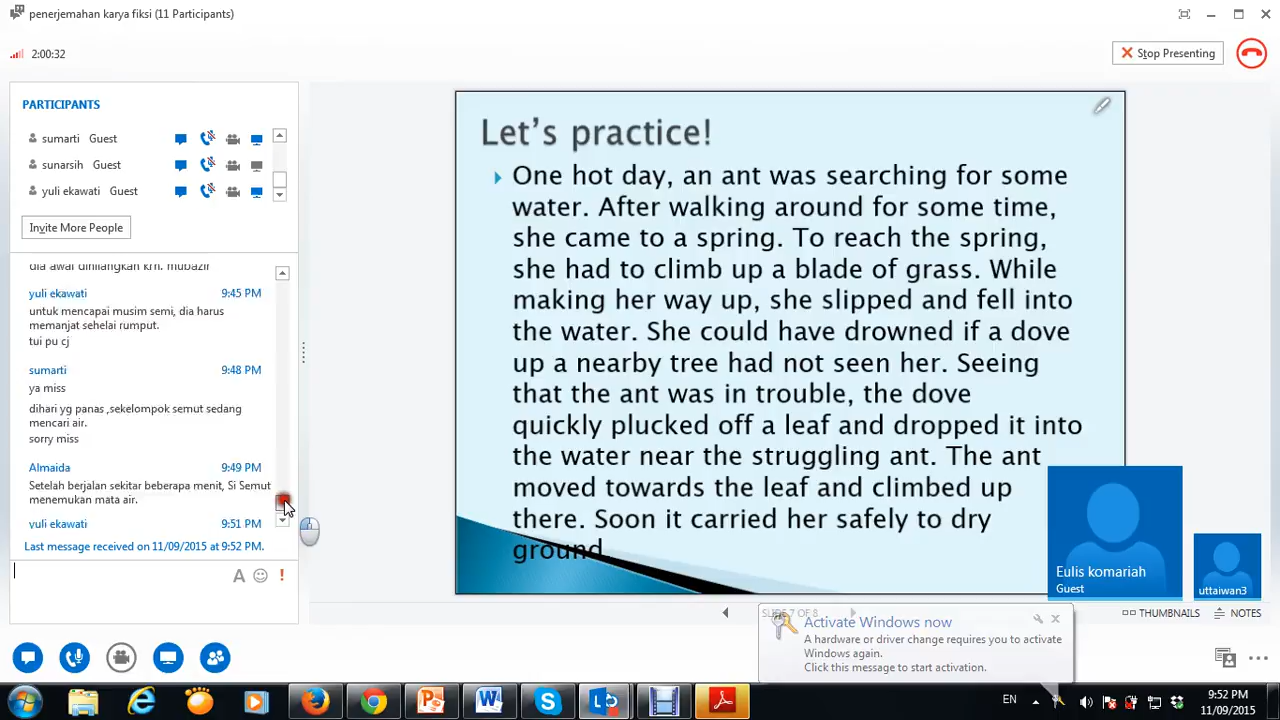 penerjemahan karya fiksi (11 Participants)
2:00:32
Stop Presenting
PARTICIPANTS
sumarti Guest
sunarsih Guest
yuli ekawati Guest
Invite More People
dia awal dihilangkan krn. mubazir
yuli ekawati 9:45 PM
untuk mencapai musim semi, dia harus
memanjat sehelai rumput.
tui pu cj
sumarti 9:48 PM
ya miss
dihari yg panas ,sekelompok semut sedang
mencari air.
sorry miss
Almaida 9:49 PM
Setelah berjalan sekitar beberapa menit, Si Semut
menemukan mata air.
yuli ekawati 9:51 PM
Last message received on 11/09/2015 at 9:52 PM.
Let's practice!
One hot day, an ant was searching for some
water. After walking around for some time,
she came to a spring. To reach the spring,
she had to climb up a blade of grass. While
making her way up, she slipped and fell into
the water. She could have drowned if a dove
up a nearby tree had not seen her. Seeing
that the ant was in trouble, the dove
quickly plucked off a leaf and dropped it into
the water near the struggling ant. The ant
moved towards the leaf and climbed up
there. Soon it carried her safely to dry
ground.
Eulis komariah
Guest
uttaiwan3
SLIDE 7 OF 8
THUMBNAILS
NOTES
Activate Windows now
A hardware or driver change requires you to activate
Windows again.
Click this message to start activation.
EN
9:52 PM
11/09/2015